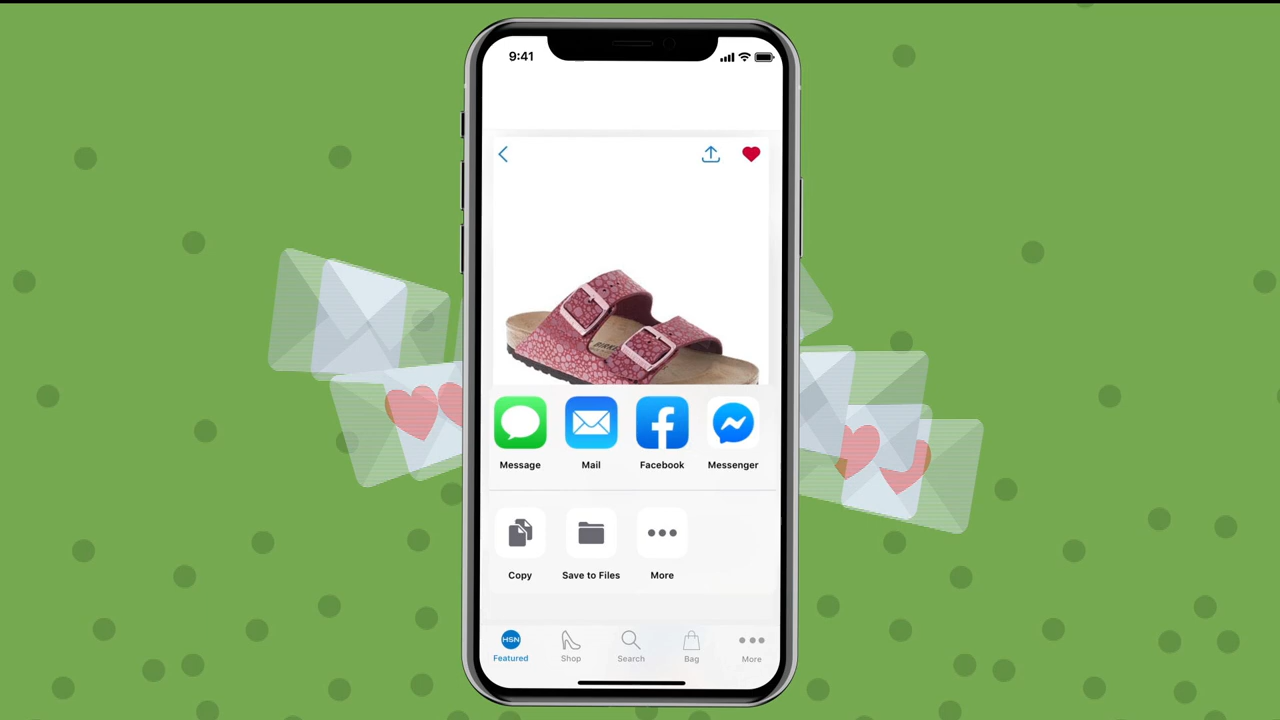 9:41
Message Mail Facebook Messenger
Copy Save to Files More
HSN
Featured Shop Search Bag More